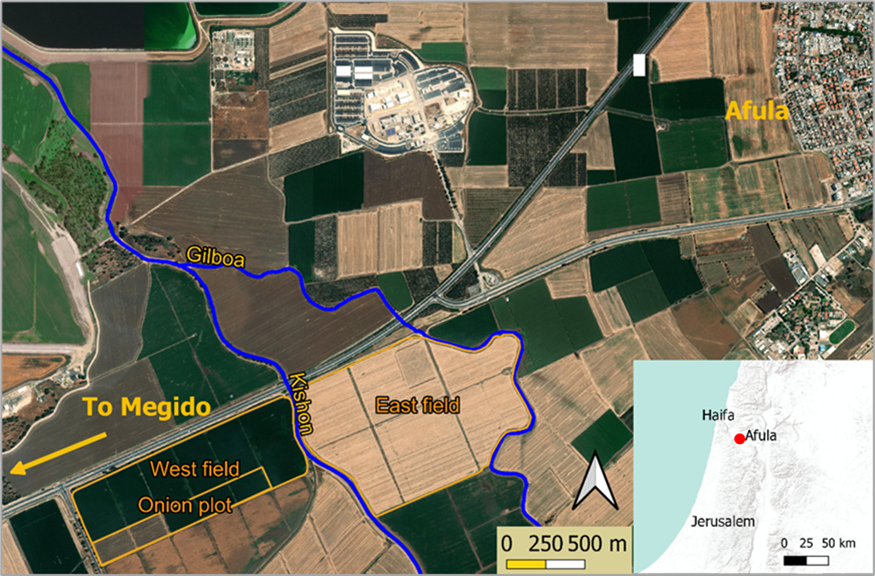 Afula
Gilboa
Kishon
To Megido
East field
West field
Onion plot
Haifa
Afula
Jerusalem
0 250 500 m
0 25 50 km